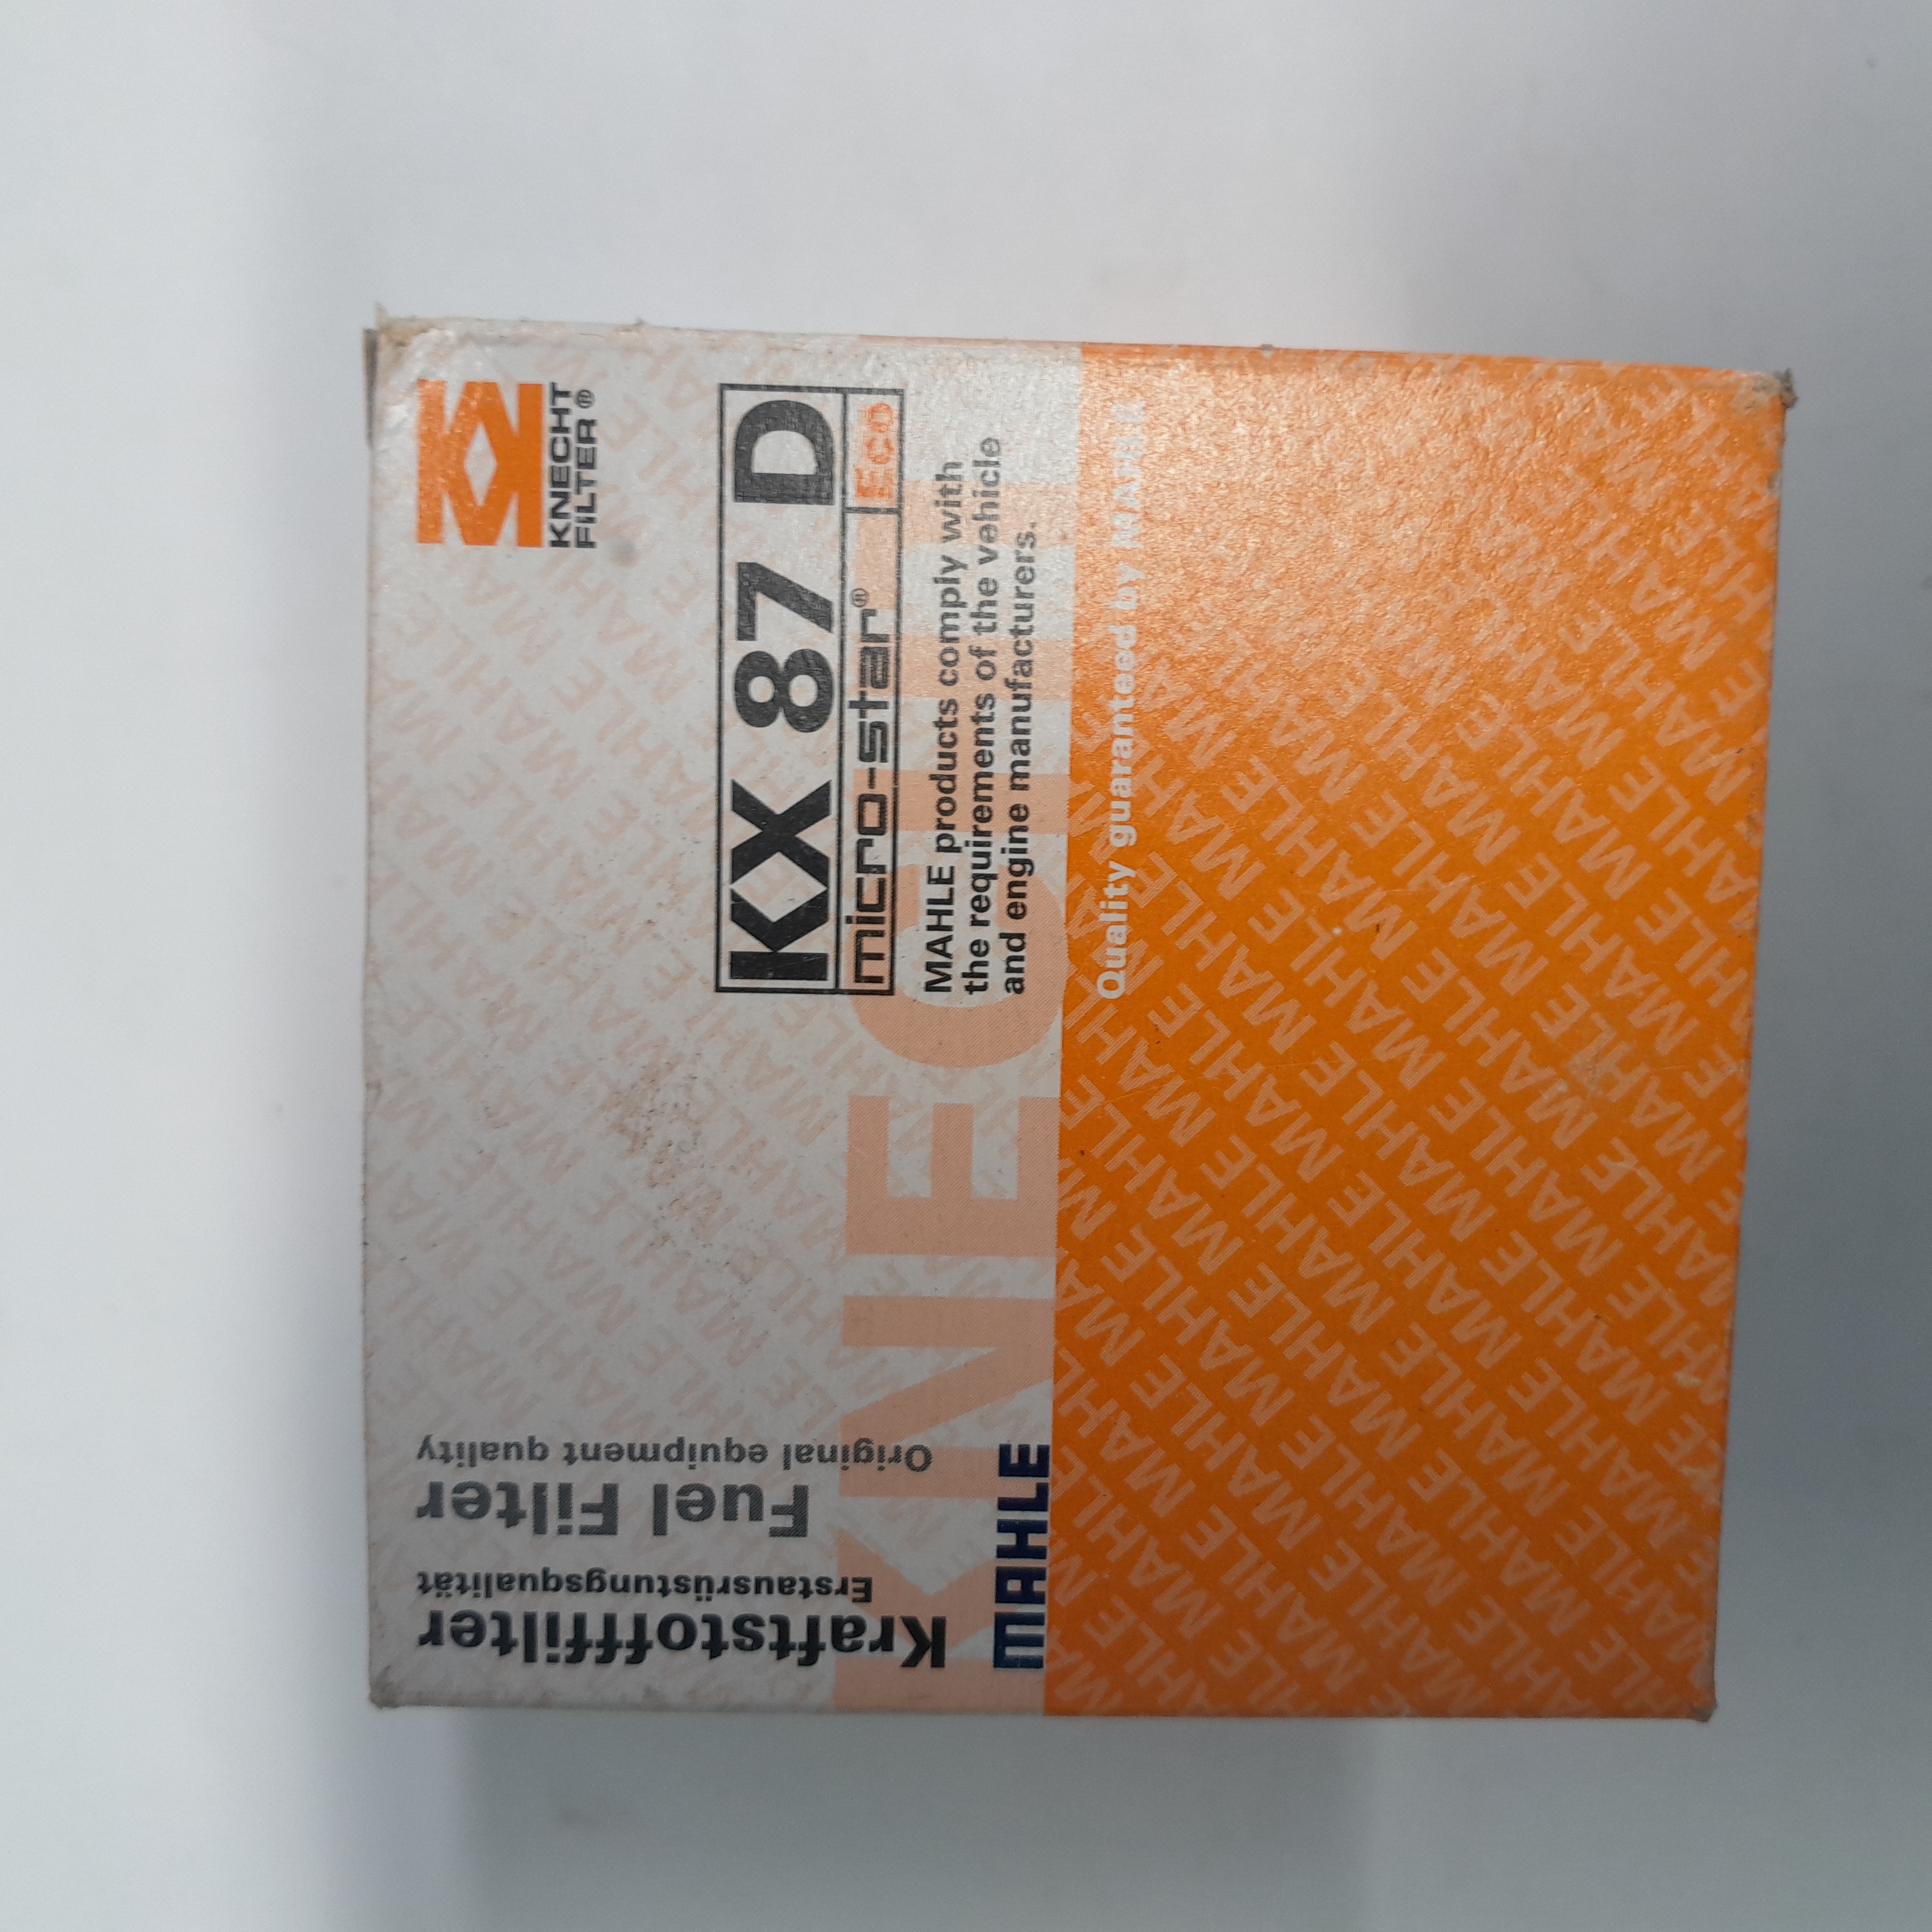 KNECHT
FILTER®
KX 87 D
micro-star® Eco
MAHLE products comply with
the requirements of the vehicle
and engine manufacturers.
Quality guaranteed by MAHLE
KNECHT
MAHLE
Kraftstofffilter
Erstausrüstungsqualität
Fuel Filter
Original equipment quality